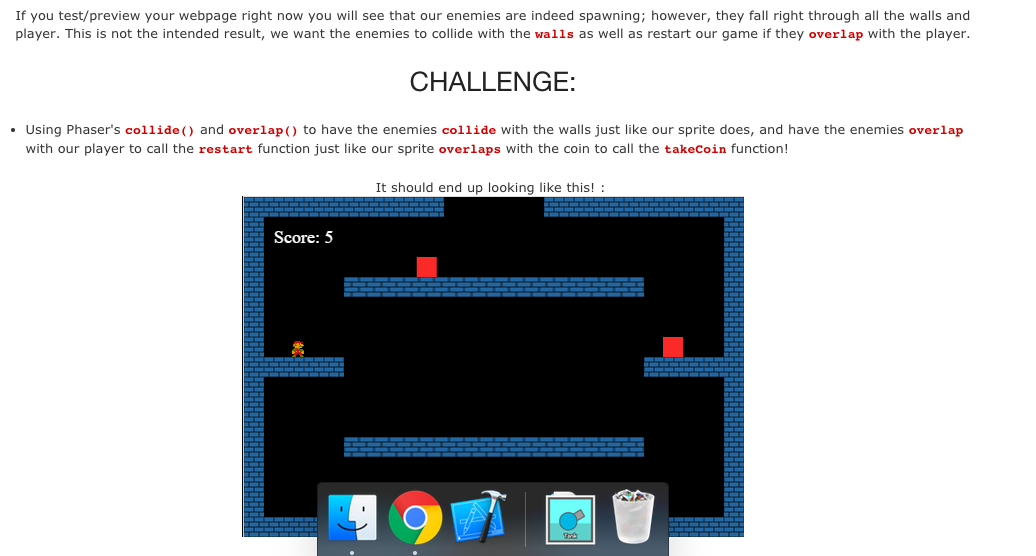 If you test/preview your webpage right now you will see that our enemies are indeed spawning; however, they fall right through all the walls and
player. This is not the intended result, we want the enemies to collide with the walls as well as restart our game if they overlap with the player.
CHALLENGE:
• Using Phaser's collide() and overlap() to have the enemies collide with the walls just like our sprite does, and have the enemies overlap
with our player to call the restart function just like our sprite overlaps with the coin to call the takeCoin function!
It should end up looking like this! :
Score: 5
Tank